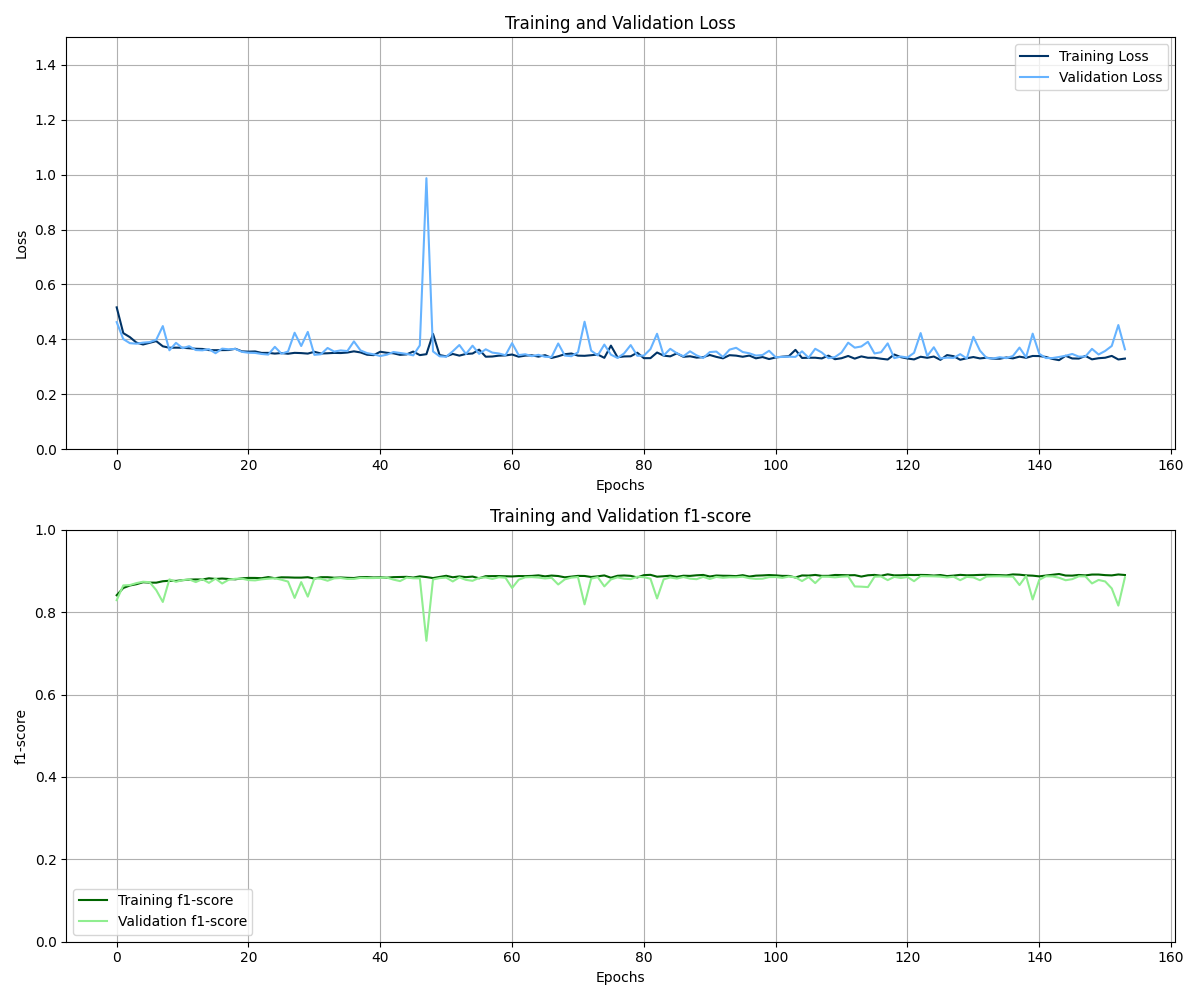 Training and Validation Loss
1.4
1.2
1.0
0.8
0.6
0.4
0.2
0.0
Loss
Training Loss
Validation Loss
0 20 40 60 80 100 120 140 160
Epochs
Training and Validation f1-score
1.0
0.8
0.6
0.4
0.2
0.0
f1-score
Training f1-score
Validation f1-score
0 20 40 60 80 100 120 140 160
Epochs